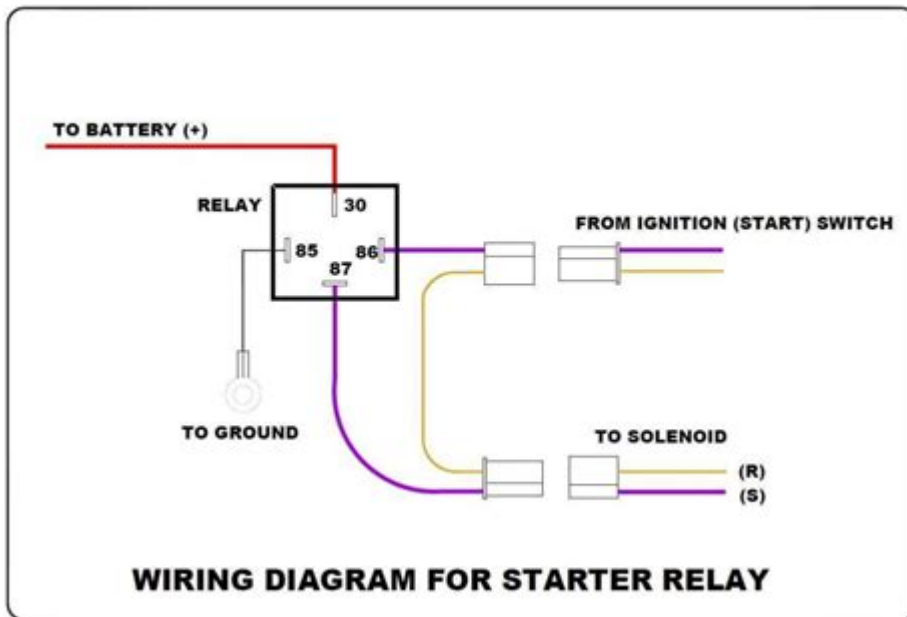 TO BATTERY (+)
RELAY
30
FROM IGNITION (START) SWITCH
85
86
87
TO GROUND
TO SOLENOID
(R)
(S)
WIRING DIAGRAM FOR STARTER RELAY